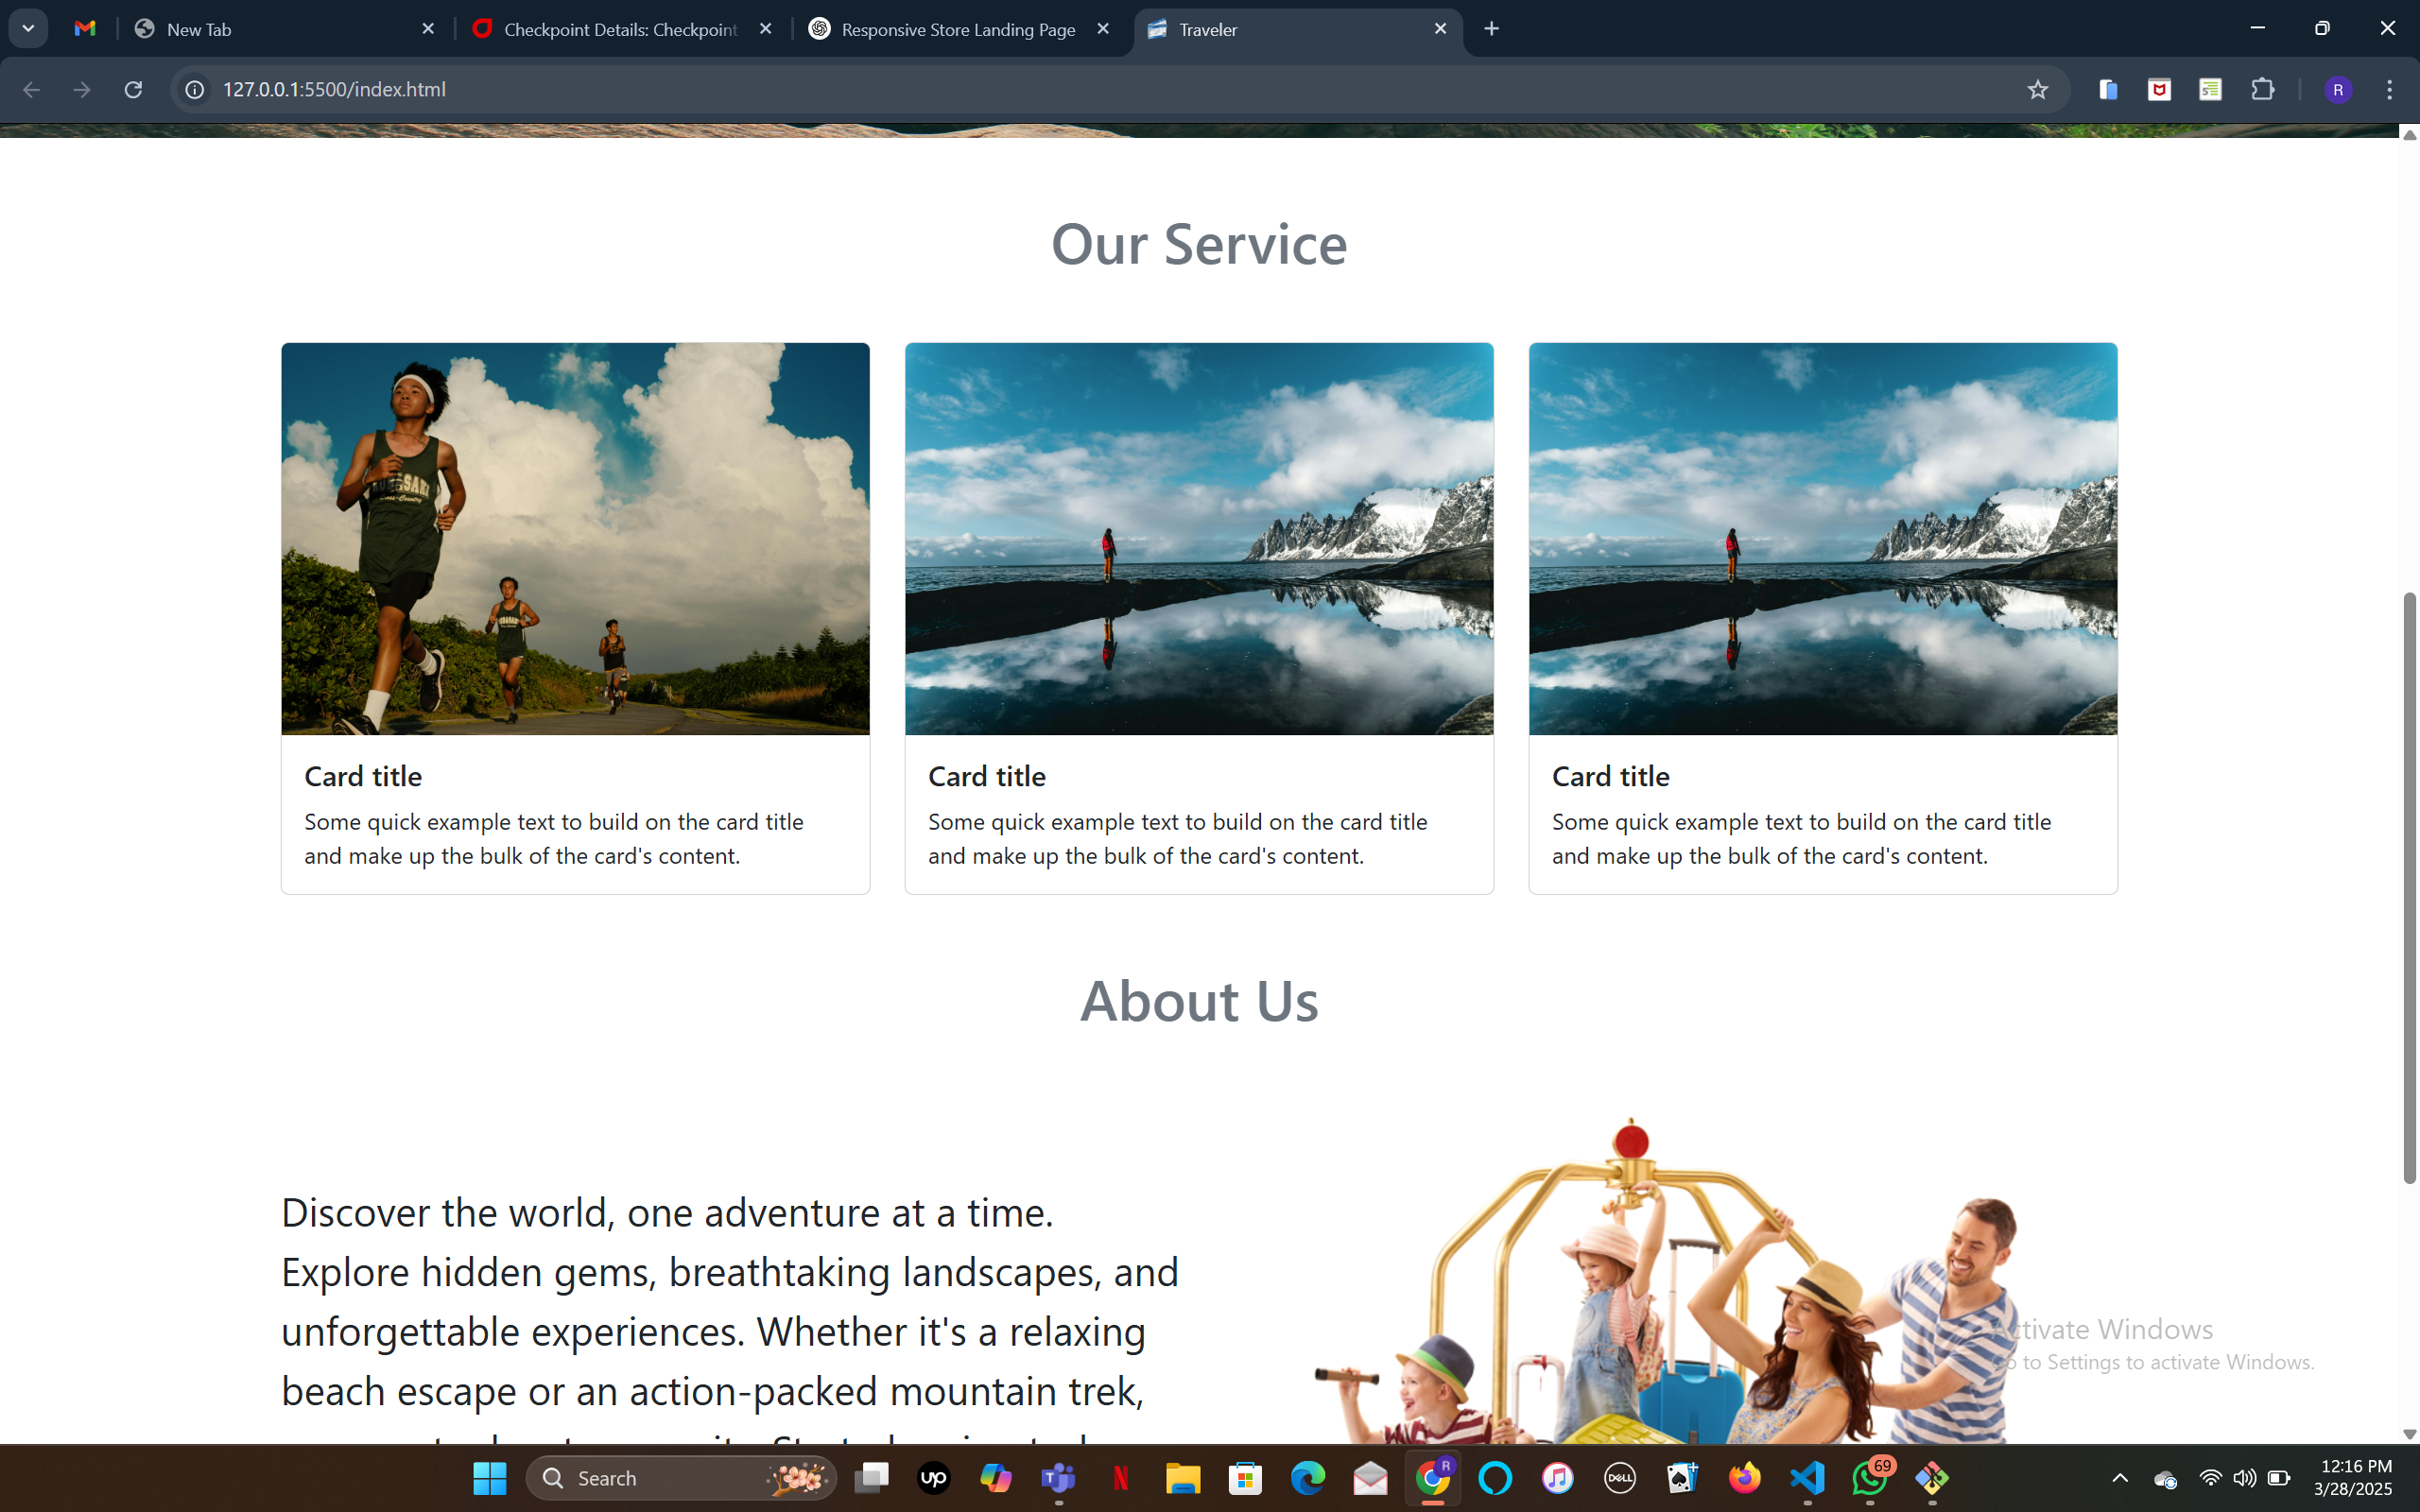 New Tab
Checkpoint Details: Checkpoint
Responsive Store Landing Page
Traveler
127.0.0.1:5500/index.html
R
Our Service
Card title
Some quick example text to build on the card title
and make up the bulk of the card's content.
Card title
Some quick example text to build on the card title
and make up the bulk of the card's content.
Card title
Some quick example text to build on the card title
and make up the bulk of the card's content.
About Us
Discover the world, one adventure at a time.
Explore hidden gems, breathtaking landscapes, and
unforgettable experiences. Whether it's a relaxing
beach escape or an action-packed mountain trek,
Activate Windows
Go to Settings to activate Windows.
Search
up
T
N
R
DELL
69
12:16 PM
3/28/2025